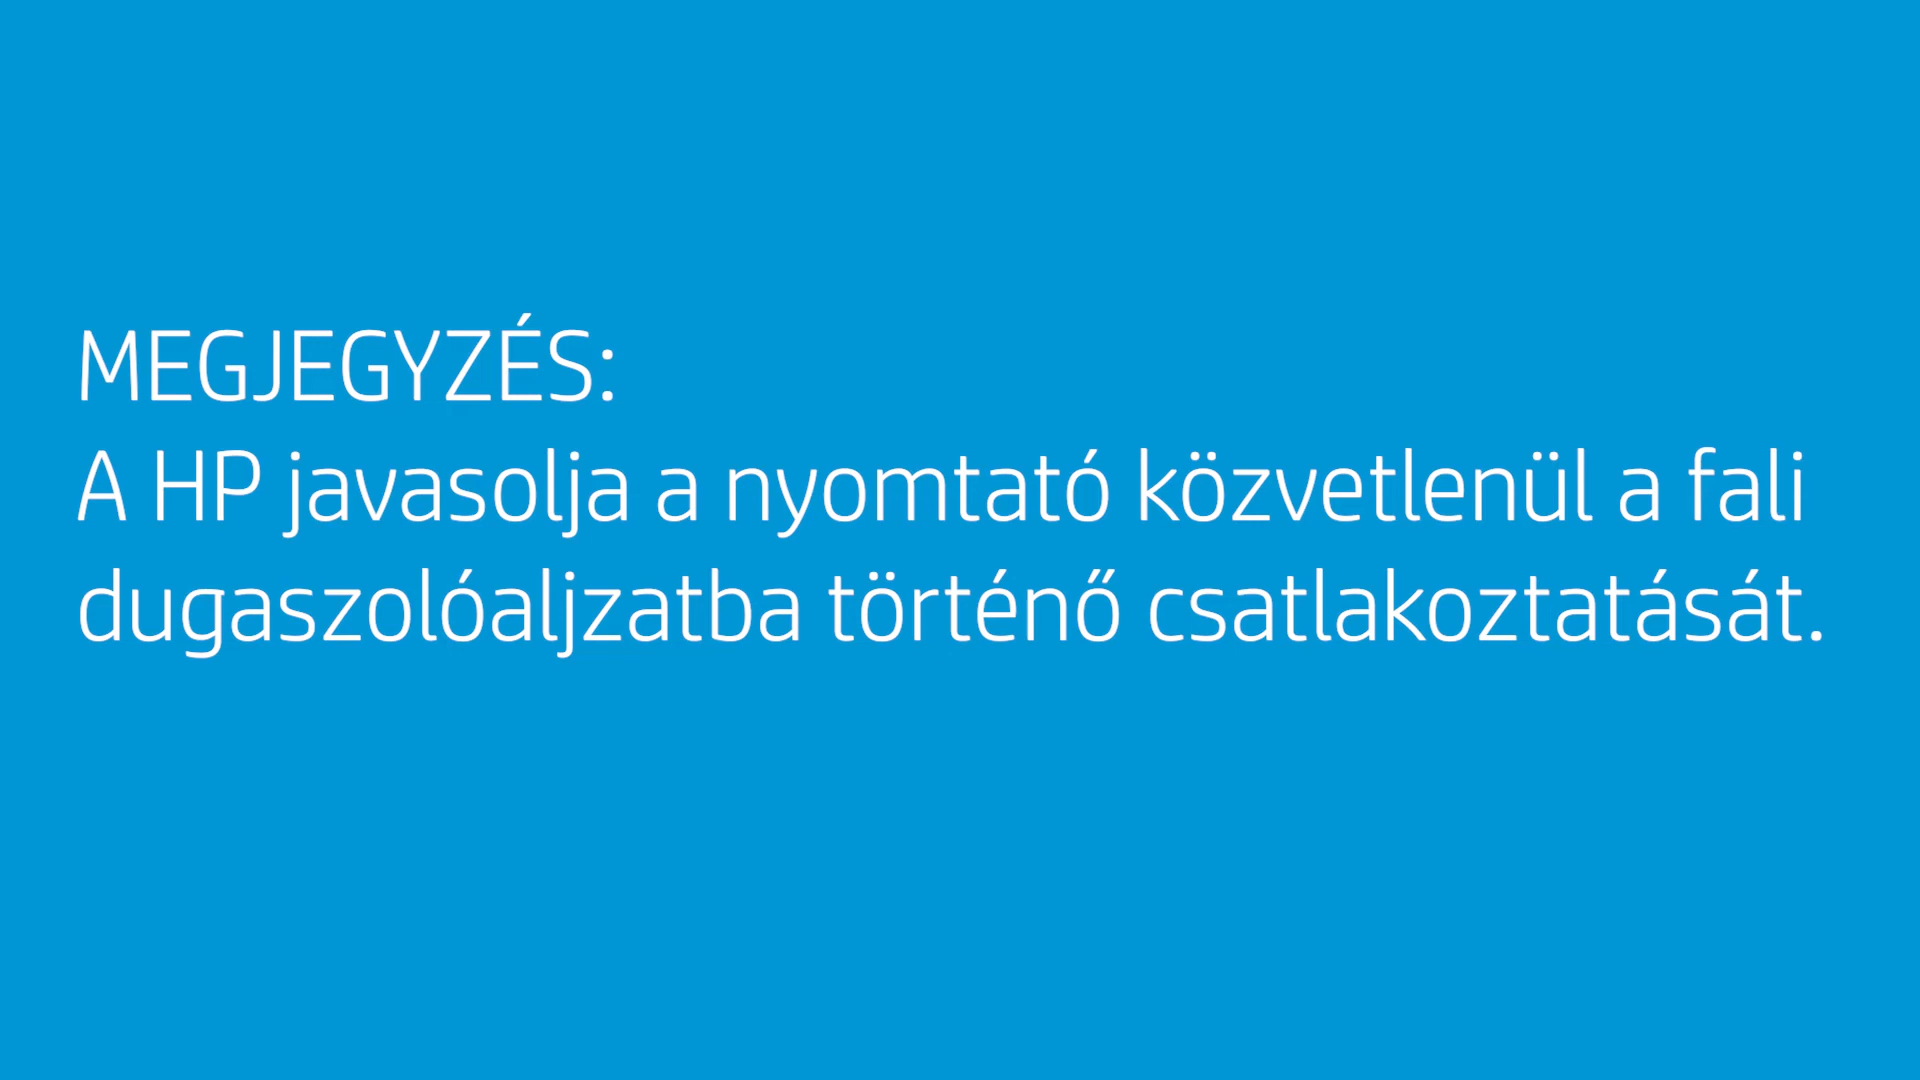 MEGJEGYZÉS:
A HP javasolja a nyomtató közvetlenül a fali
dugaszolóaljzatba történő csatlakoztatását.